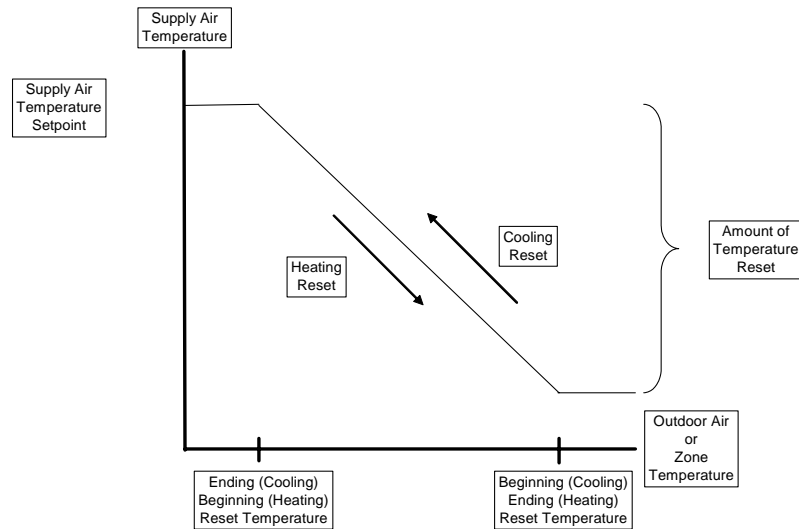 Supply Air
Temperature
Supply Air
Temperature
Setpoint
Cooling
Reset
Heating
Reset
Amount of
Temperature
Reset
Outdoor Air
or
Zone
Temperature
Ending (Cooling)
Beginning (Heating)
Reset Temperature
Beginning (Cooling)
Ending (Heating)
Reset Temperature